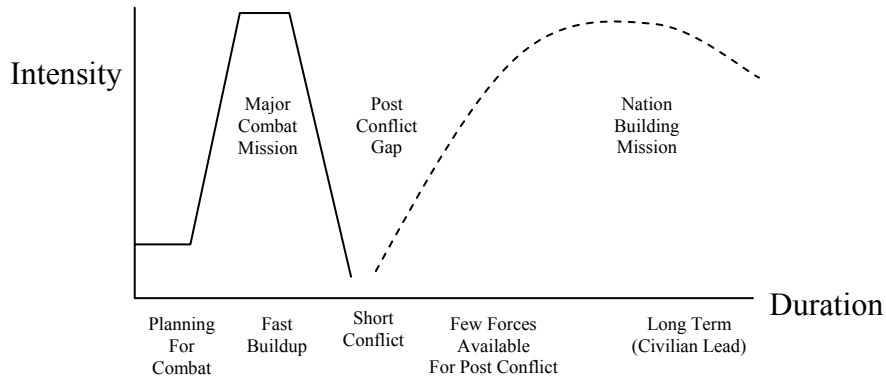 Intensity
Major
Combat
Mission
Post
Conflict
Gap
Nation
Building
Mission
Duration
Planning
For
Combat
Fast
Buildup
Short
Conflict
Few Forces
Available
For Post Conflict
Long Term
(Civilian Lead)